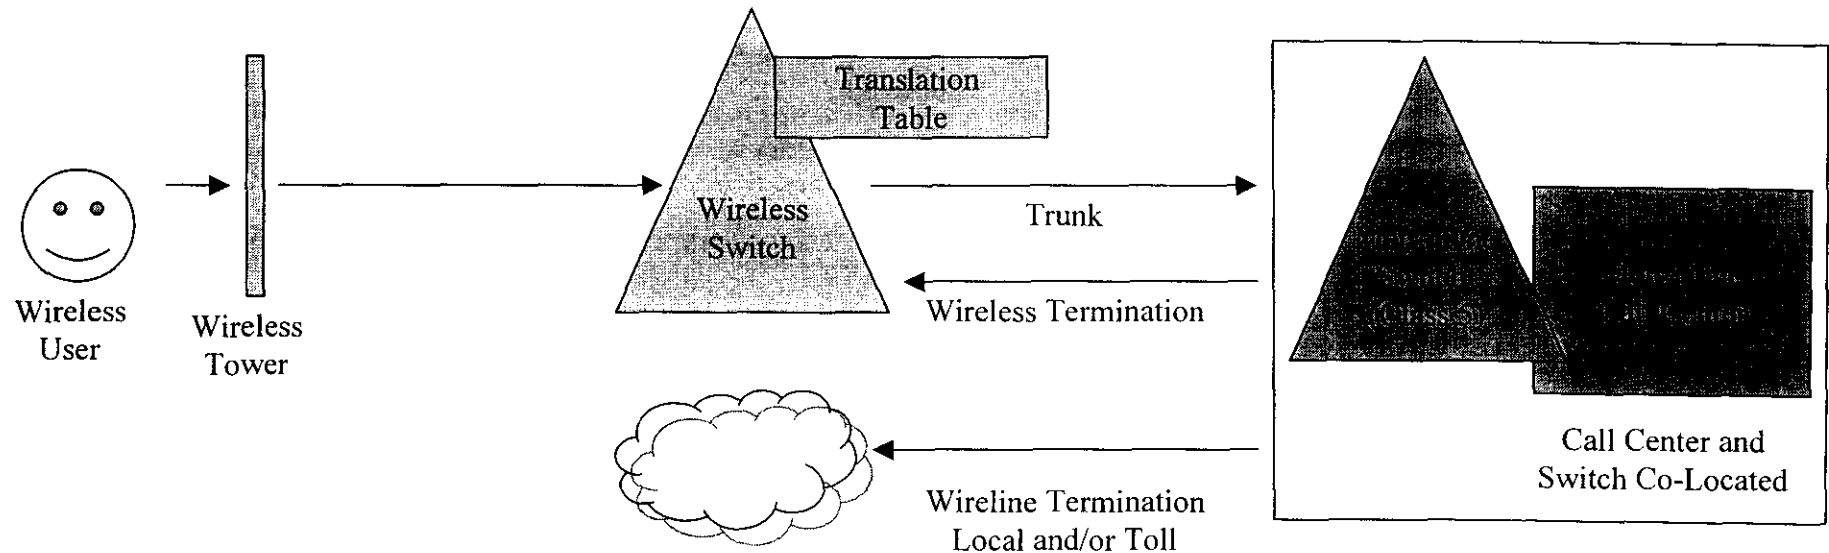 Translation
Table
Wireless
Switch
Trunk
Wireless Termination
Wireless
User
Wireless
Tower
Wireline Termination
Local and/or Toll
Call Center and
Switch Co-Located